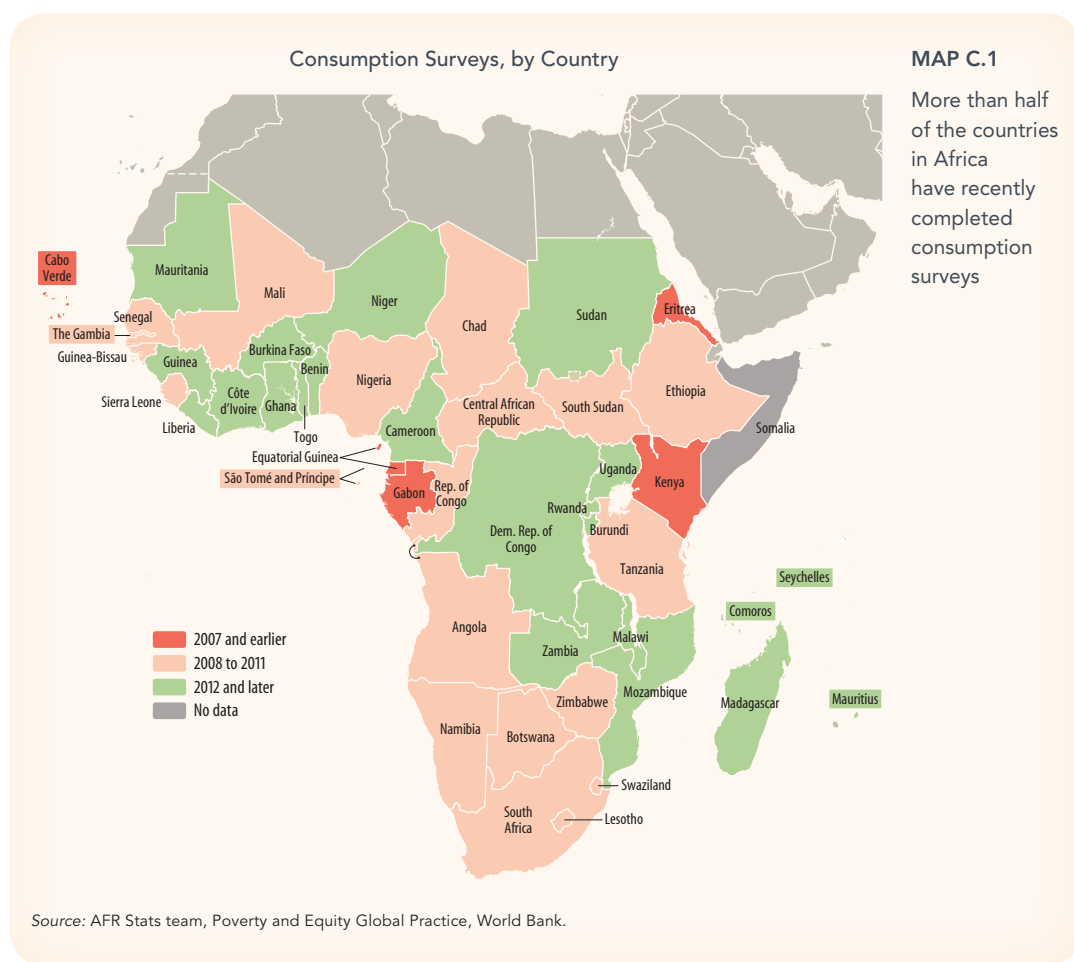 Consumption Surveys, by Country
MAP C.1
More than half
of the countries
in Africa
have recently
completed
consumption
surveys
Cabo
Verde
Mauritania
Mali
Niger
Chad
Sudan
Eritrea
Senegal
The Gambia
Guinea-Bissau
Guinea
Burkina Faso
Benin
Nigeria
Ethiopia
Sierra Leone
Côte
d'Ivoire
Ghana
Central African
Republic
South Sudan
Somalia
Liberia
Togo
Cameroon
Equatorial Guinea
São Tomé and Príncipe
Gabon
Rep. of
Congo
Uganda
Kenya
Rwanda
Burundi
Dem. Rep. of
Congo
Tanzania
Seychelles
Comoros
Angola
Malawi
Zambia
Mozambique
Madagascar
Mauritius
Zimbabwe
Namibia
Botswana
Swaziland
South
Africa
Lesotho
2007 and earlier
2008 to 2011
2012 and later
No data
Source: AFR Stats team, Poverty and Equity Global Practice, World Bank.